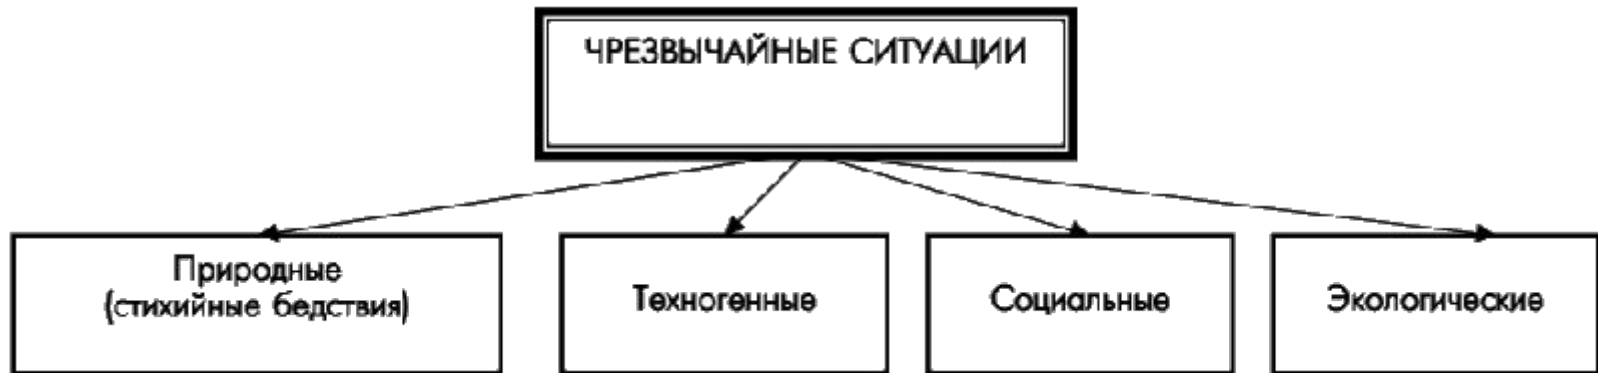 ЧРЕЗВЫЧАЙНЫЕ СИТУАЦИИ
Природные
(стихийные бедствия)
Техногенные
Социальные
Экологические